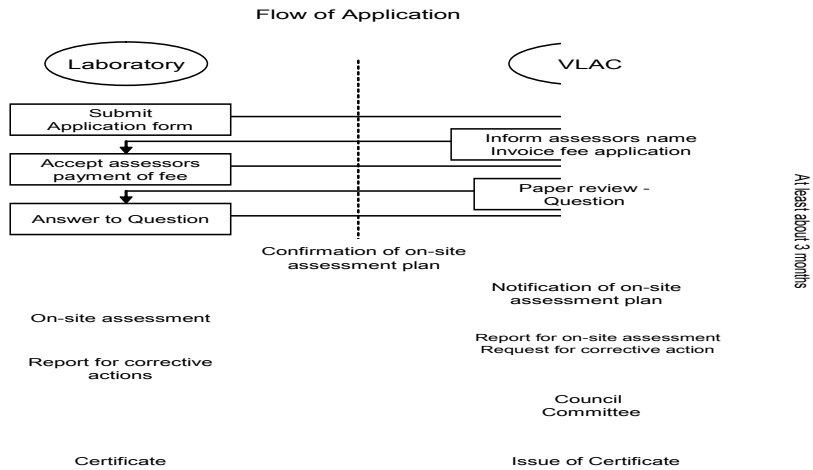 Flow of Application
Laboratory
VLAC
Submit
Application form
Inform assessors name
Invoice fee application
Accept assessors
payment of fee
Paper review -
Question
Answer to Question
Confirmation of on-site
assessment plan
Notification of on-site
assessment plan
On-site assessment
Report for on-site assessment
Request for corrective action
Report for corrective
actions
Council
Committee
Certificate
Issue of Certificate
At least about 3 months